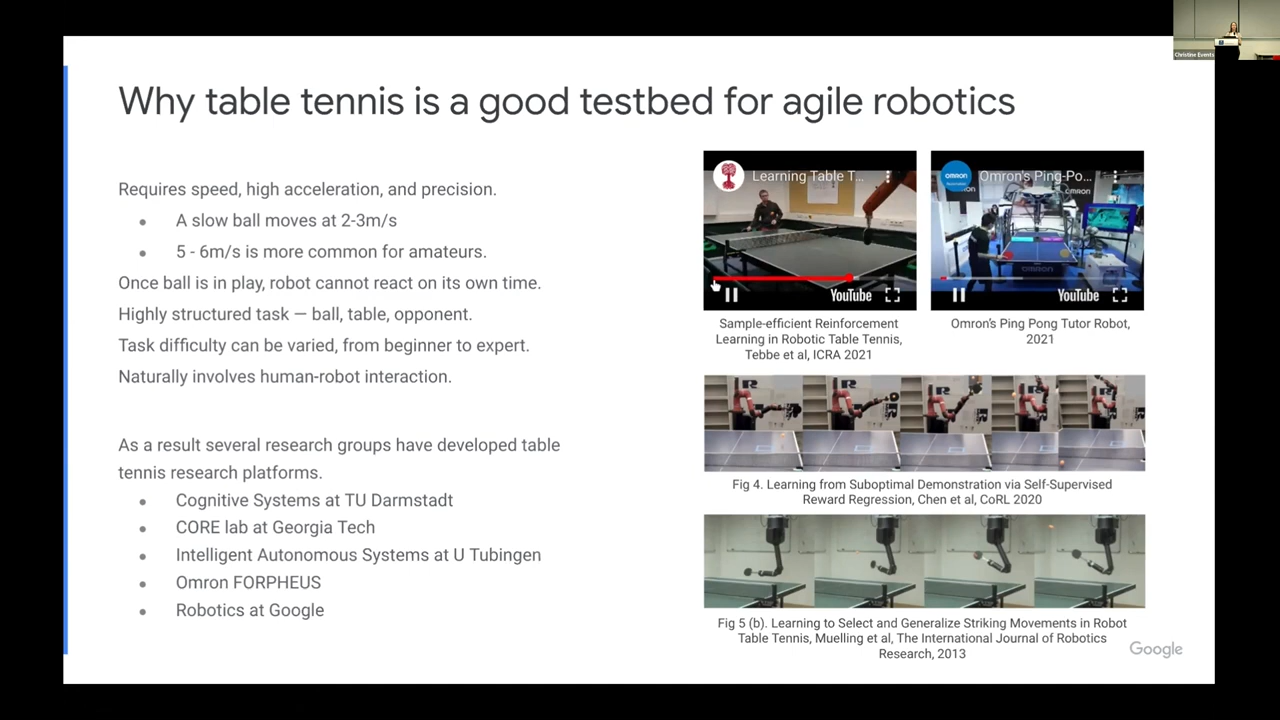 Christine Events
Why table tennis is a good testbed for agile robotics
Requires speed, high acceleration, and precision.
● A slow ball moves at 2-3m/s
● 5 - 6m/s is more common for amateurs.
Once ball is in play, robot cannot react on its own time.
Highly structured task — ball, table, opponent.
Task difficulty can be varied, from beginner to expert.
Naturally involves human-robot interaction.
As a result several research groups have developed table
tennis research platforms.
● Cognitive Systems at TU Darmstadt
● CORE lab at Georgia Tech
● Intelligent Autonomous Systems at U Tubingen
● Omron FORPHEUS
● Robotics at Google
Learning Table T...
YouTube
Sample-efficient Reinforcement
Learning in Robotic Table Tennis,
Tebbe et al, ICRA 2021
OMRON
Omron's Ping-Po...
OMRON
OMRON
YouTube
Omron's Ping Pong Tutor Robot,
2021
Fig 4. Learning from Suboptimal Demonstration via Self-Supervised
Reward Regression, Chen et al, CoRL 2020
Fig 5 (b). Learning to Select and Generalize Striking Movements in Robot
Table Tennis, Muelling et al, The International Journal of Robotics
Research, 2013
Google